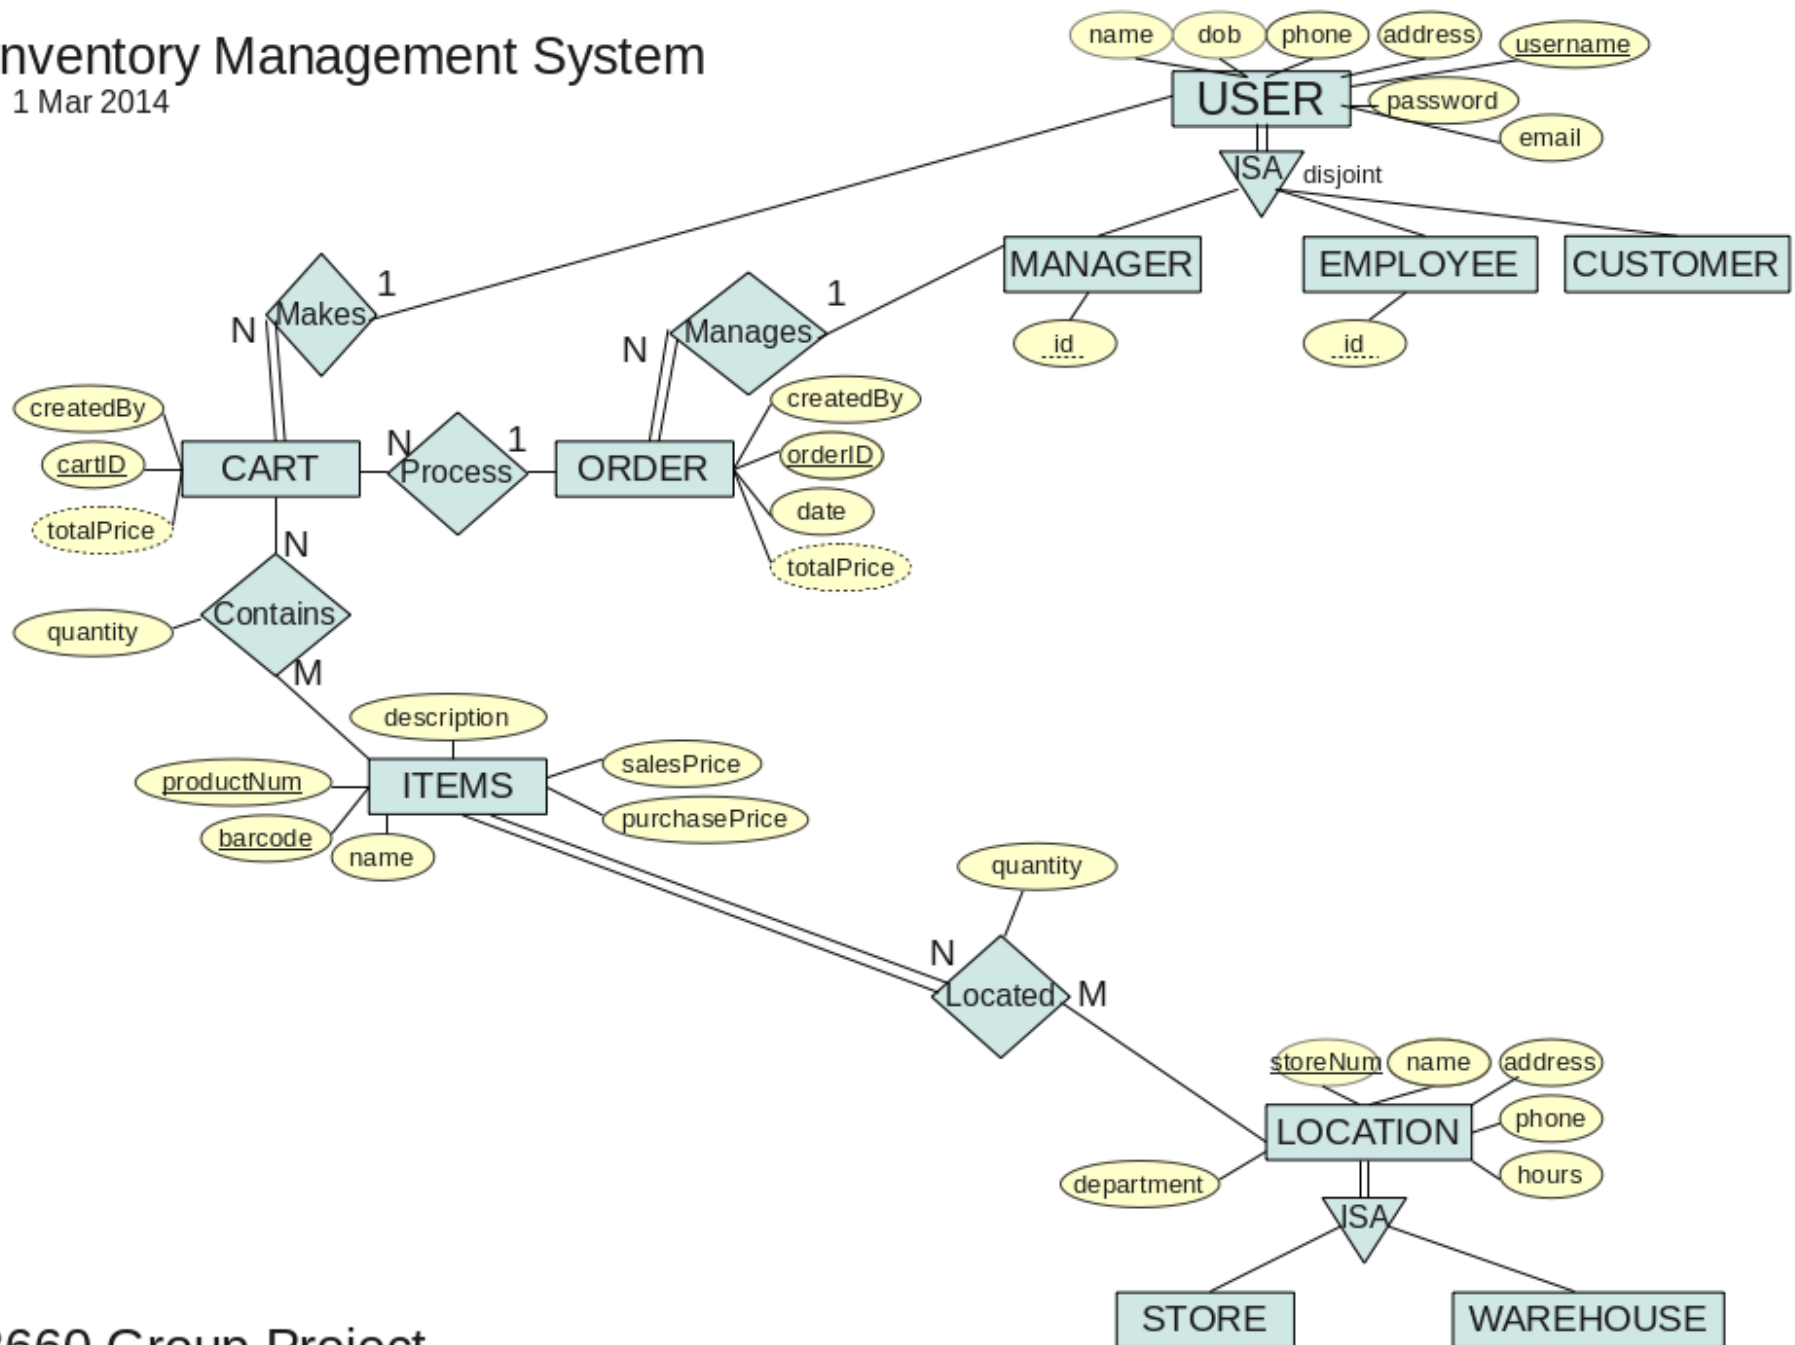 nventory Management System
1 Mar 2014
name
dob
phone
address
username
USER
password
email
ISA
disjoint
MANAGER
EMPLOYEE
CUSTOMER
id
id
Makes
1
N
Manages
1
N
createdBy
cartID
totalPrice
CART
N
Process
1
ORDER
createdBy
orderID
date
totalPrice
N
Contains
quantity
M
description
productNum
ITEMS
salesPrice
purchasePrice
barcode
name
quantity
N
Located
M
storeNum
name
address
LOCATION
phone
hours
department
ISA
STORE
WAREHOUSE
660 Group Project